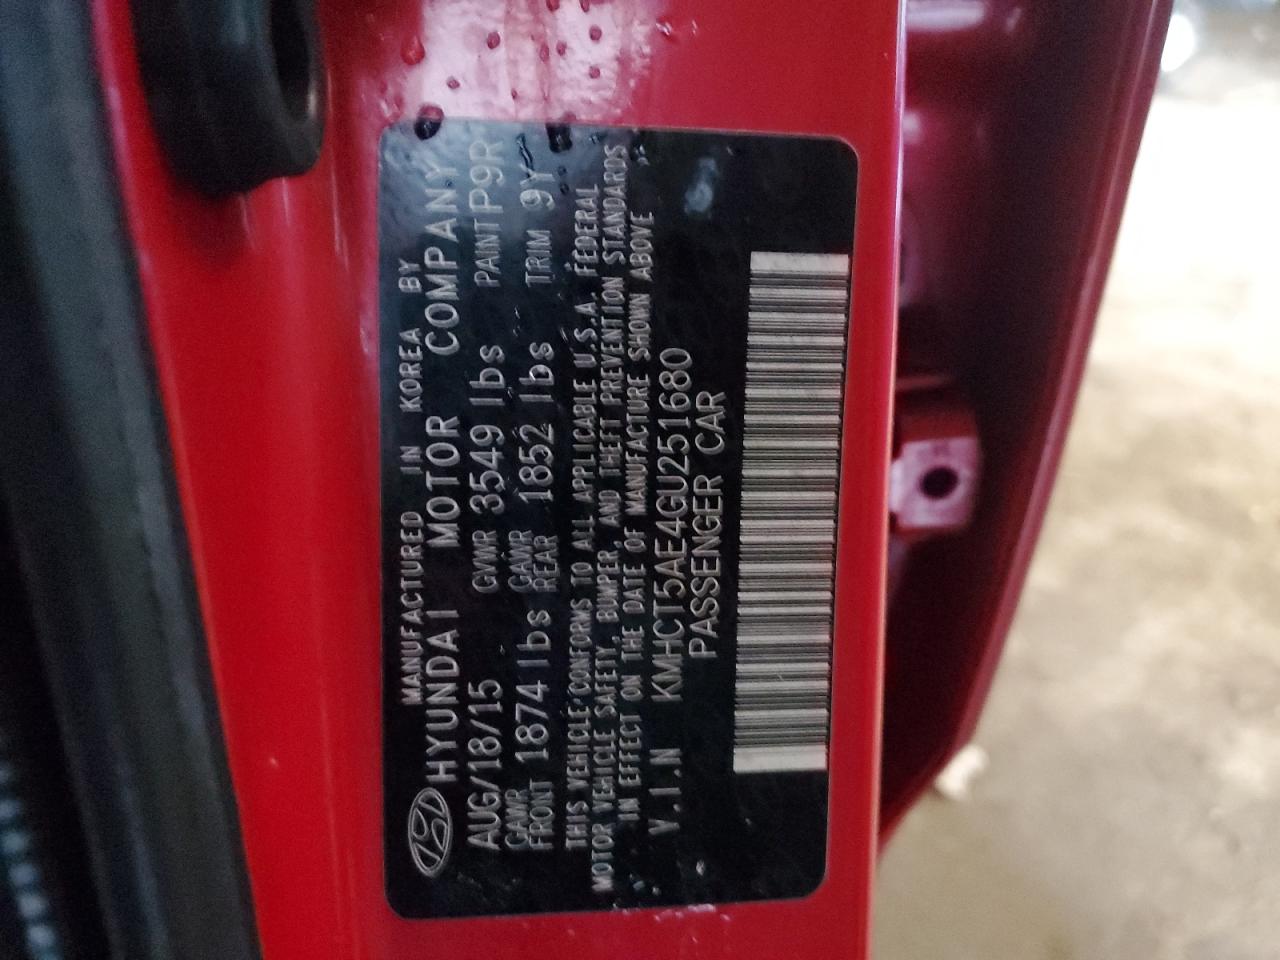 MANUFACTURED IN KOREA BY
HYUNDAI MOTOR COMPANY
AUG/18/15 GVWR 3549 lbs PAINT P9R
GAWR FRONT 1874 lbs GAWR REAR 1852 lbs TRIM 9Y
THIS VEHICLE CONFORMS TO ALL APPLICABLE U.S.A. FEDERAL
MOTOR VEHICLE SAFETY, BUMPER, AND THEFT PREVENTION STANDARDS
IN EFFECT ON THE DATE OF MANUFACTURE SHOWN ABOVE
V.I.N KMHCT5AE4GU251680
PASSENGER CAR